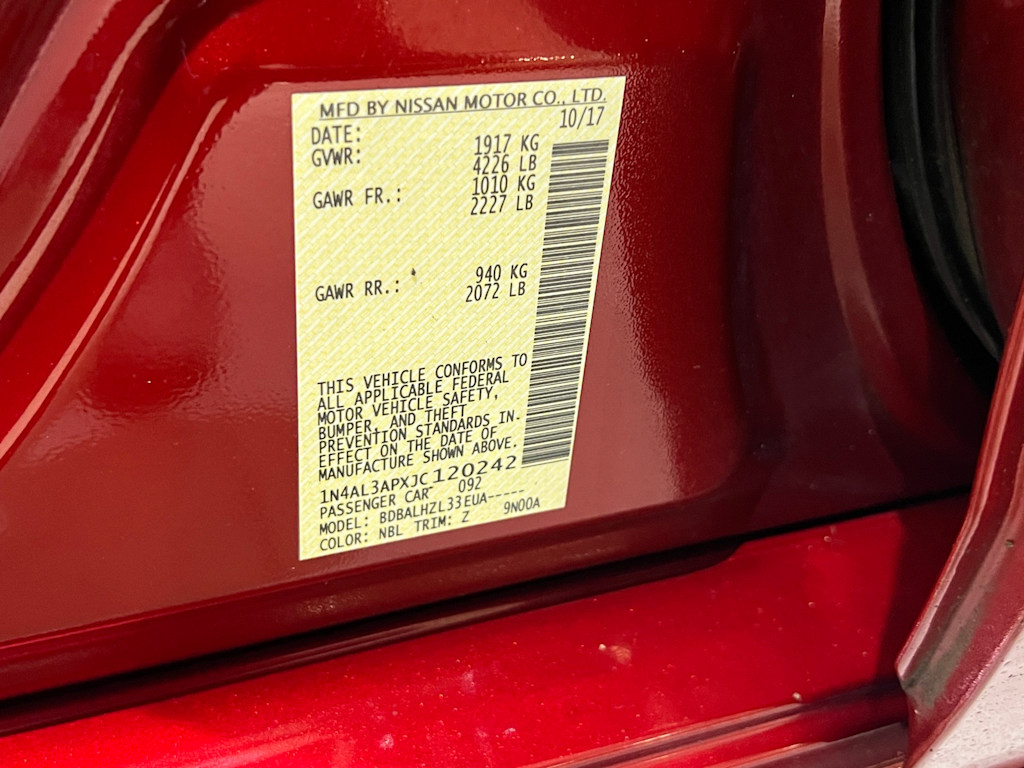 MFD BY NISSAN MOTOR CO., LTD.
DATE: 10/17
GVWR: 1917 KG
4226 LB
GAWR FR.: 1010 KG
2227 LB
GAWR RR.: 940 KG
2072 LB
THIS VEHICLE CONFORMS TO
ALL APPLICABLE FEDERAL
MOTOR VEHICLE SAFETY,
BUMPER, AND THEFT
PREVENTION STANDARDS IN
EFFECT ON THE DATE OF
MANUFACTURE SHOWN ABOVE.
1N4AL3APXJC120242
PASSENGER CAR 092
MODEL: BDBALHZL33EUA-----
COLOR: NBL TRIM: Z 9N00A